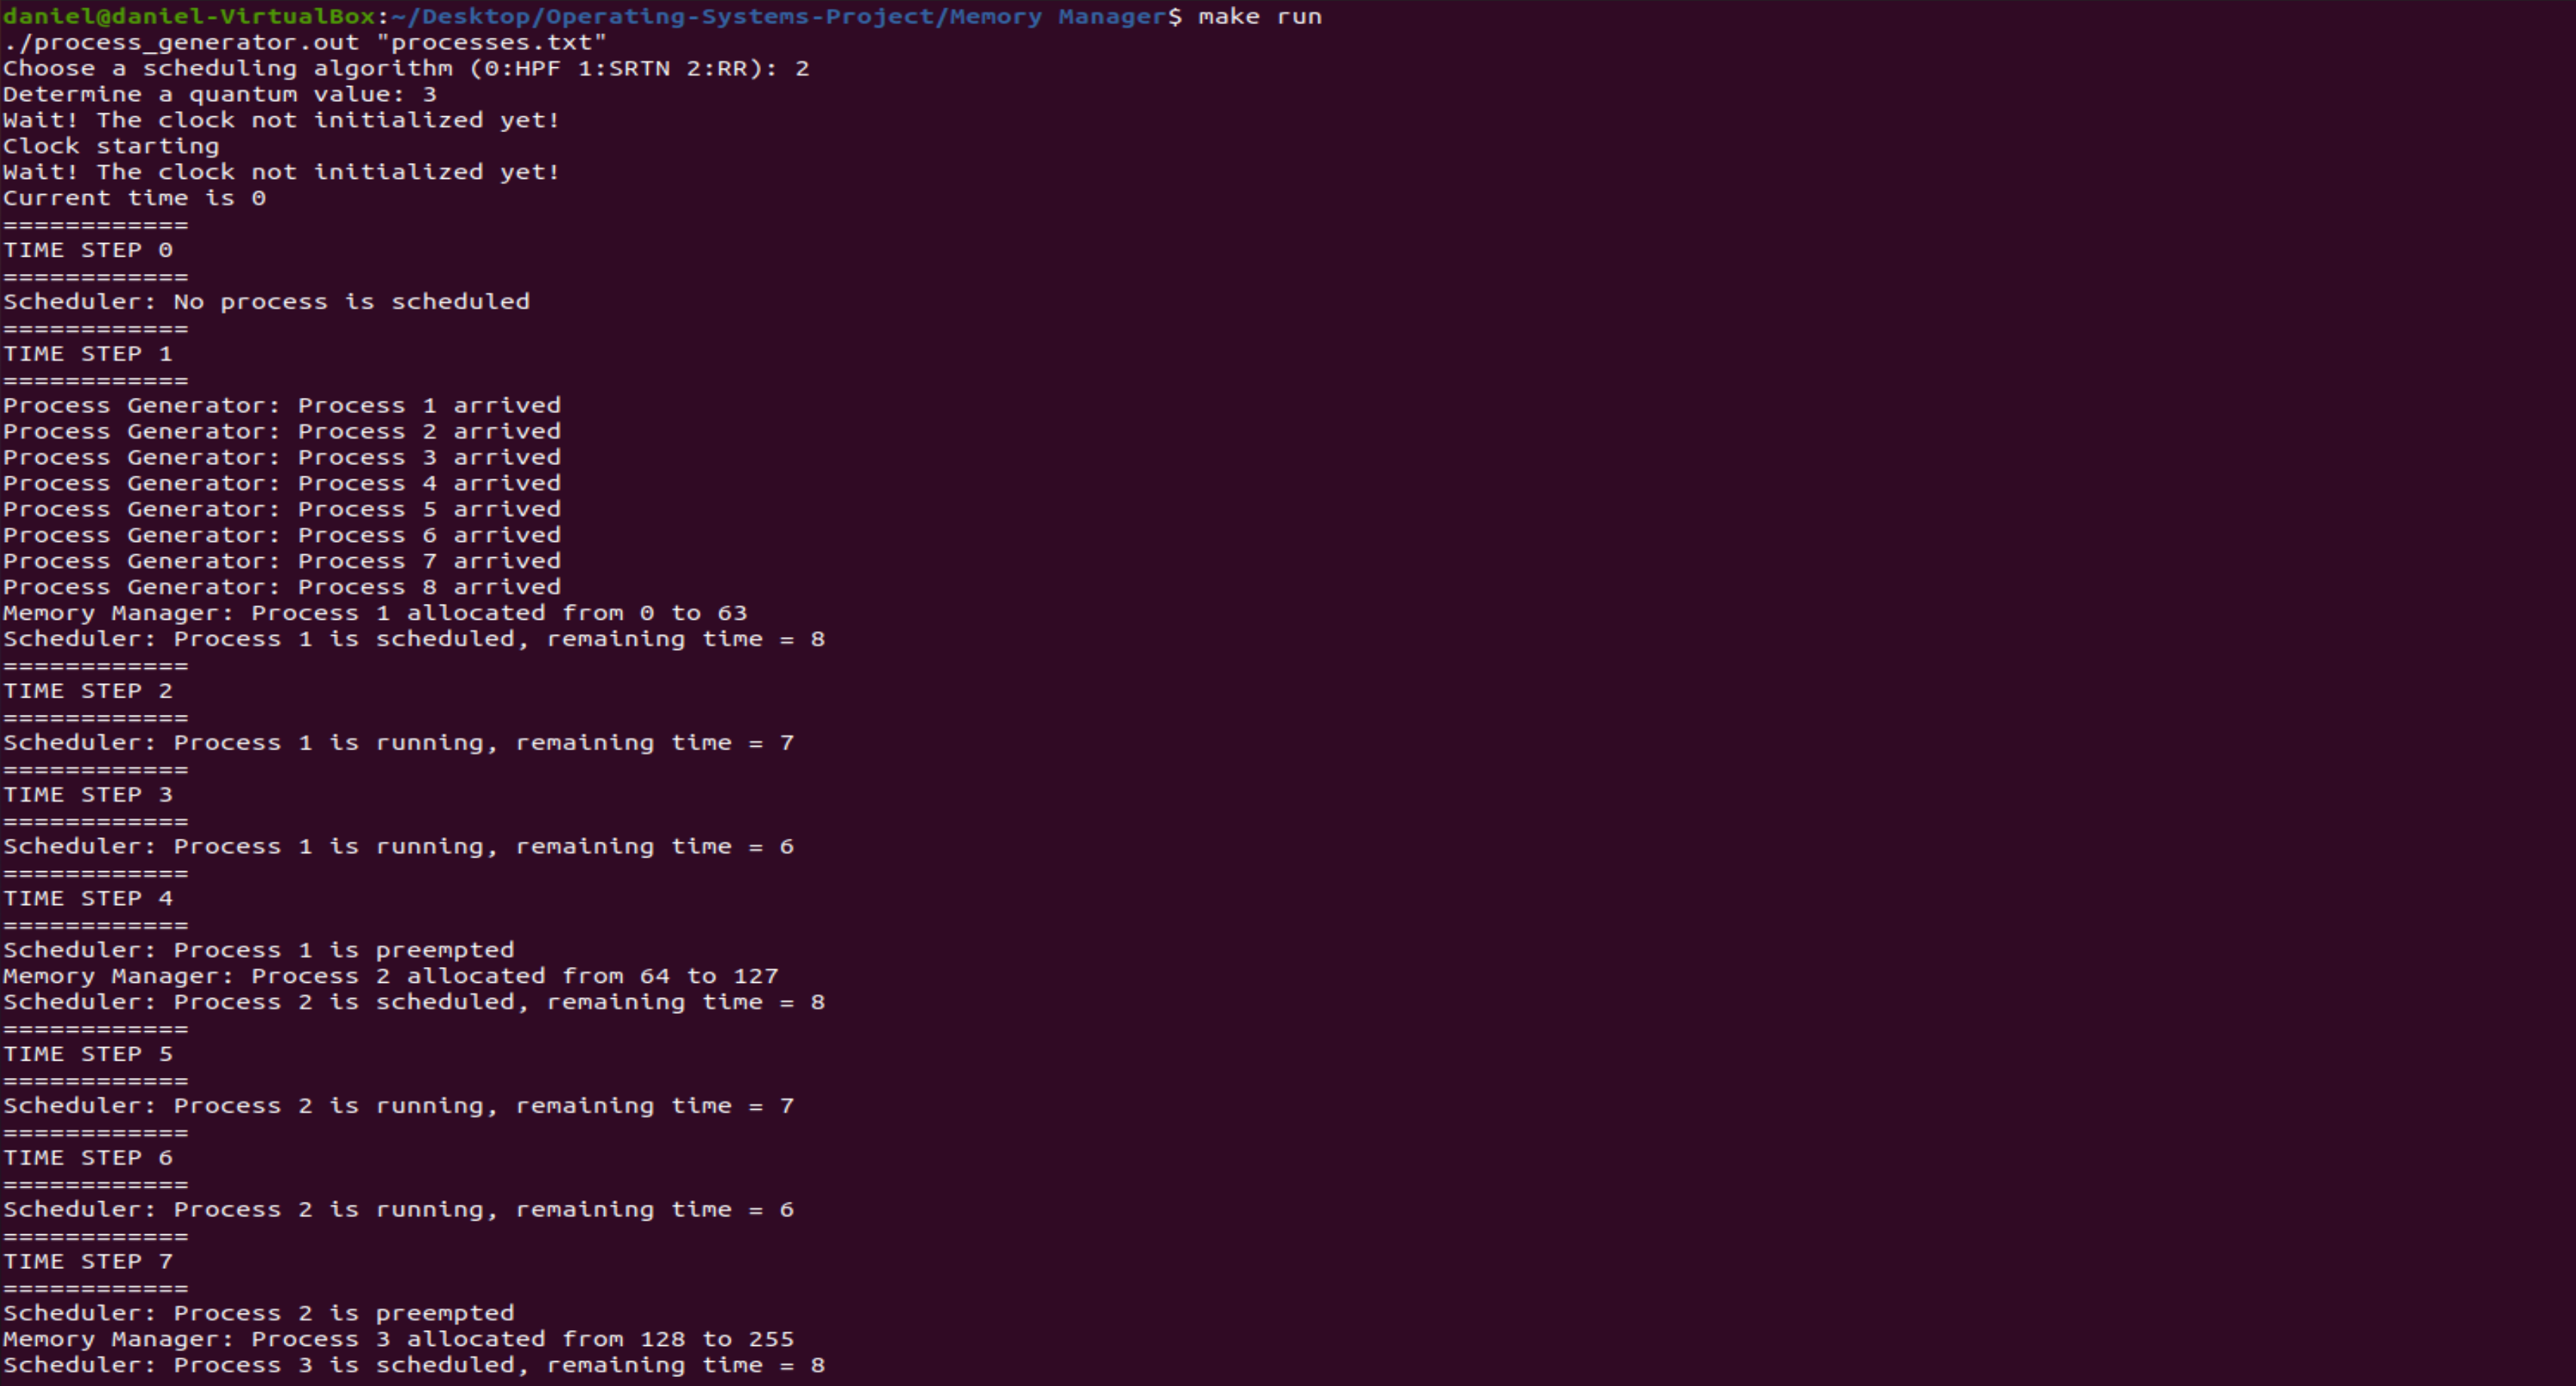 daniel@daniel-VirtualBox:~/Desktop/Operating-Systems-Project/Memory Manager$ make run
./process_generator.out "processes.txt"
Choose a scheduling algorithm (0:HPF 1:SRTN 2:RR): 2
Determine a quantum value: 3
Wait! The clock not initialized yet!
Clock starting
Wait! The clock not initialized yet!
Current time is 0
============
TIME STEP 0
============
Scheduler: No process is scheduled
============
TIME STEP 1
============
Process Generator: Process 1 arrived
Process Generator: Process 2 arrived
Process Generator: Process 3 arrived
Process Generator: Process 4 arrived
Process Generator: Process 5 arrived
Process Generator: Process 6 arrived
Process Generator: Process 7 arrived
Process Generator: Process 8 arrived
Memory Manager: Process 1 allocated from 0 to 63
Scheduler: Process 1 is scheduled, remaining time = 8
============
TIME STEP 2
============
Scheduler: Process 1 is running, remaining time = 7
============
TIME STEP 3
============
Scheduler: Process 1 is running, remaining time = 6
============
TIME STEP 4
============
Scheduler: Process 1 is preempted
Memory Manager: Process 2 allocated from 64 to 127
Scheduler: Process 2 is scheduled, remaining time = 8
============
TIME STEP 5
============
Scheduler: Process 2 is running, remaining time = 7
============
TIME STEP 6
============
Scheduler: Process 2 is running, remaining time = 6
============
TIME STEP 7
============
Scheduler: Process 2 is preempted
Memory Manager: Process 3 allocated from 128 to 255
Scheduler: Process 3 is scheduled, remaining time = 8